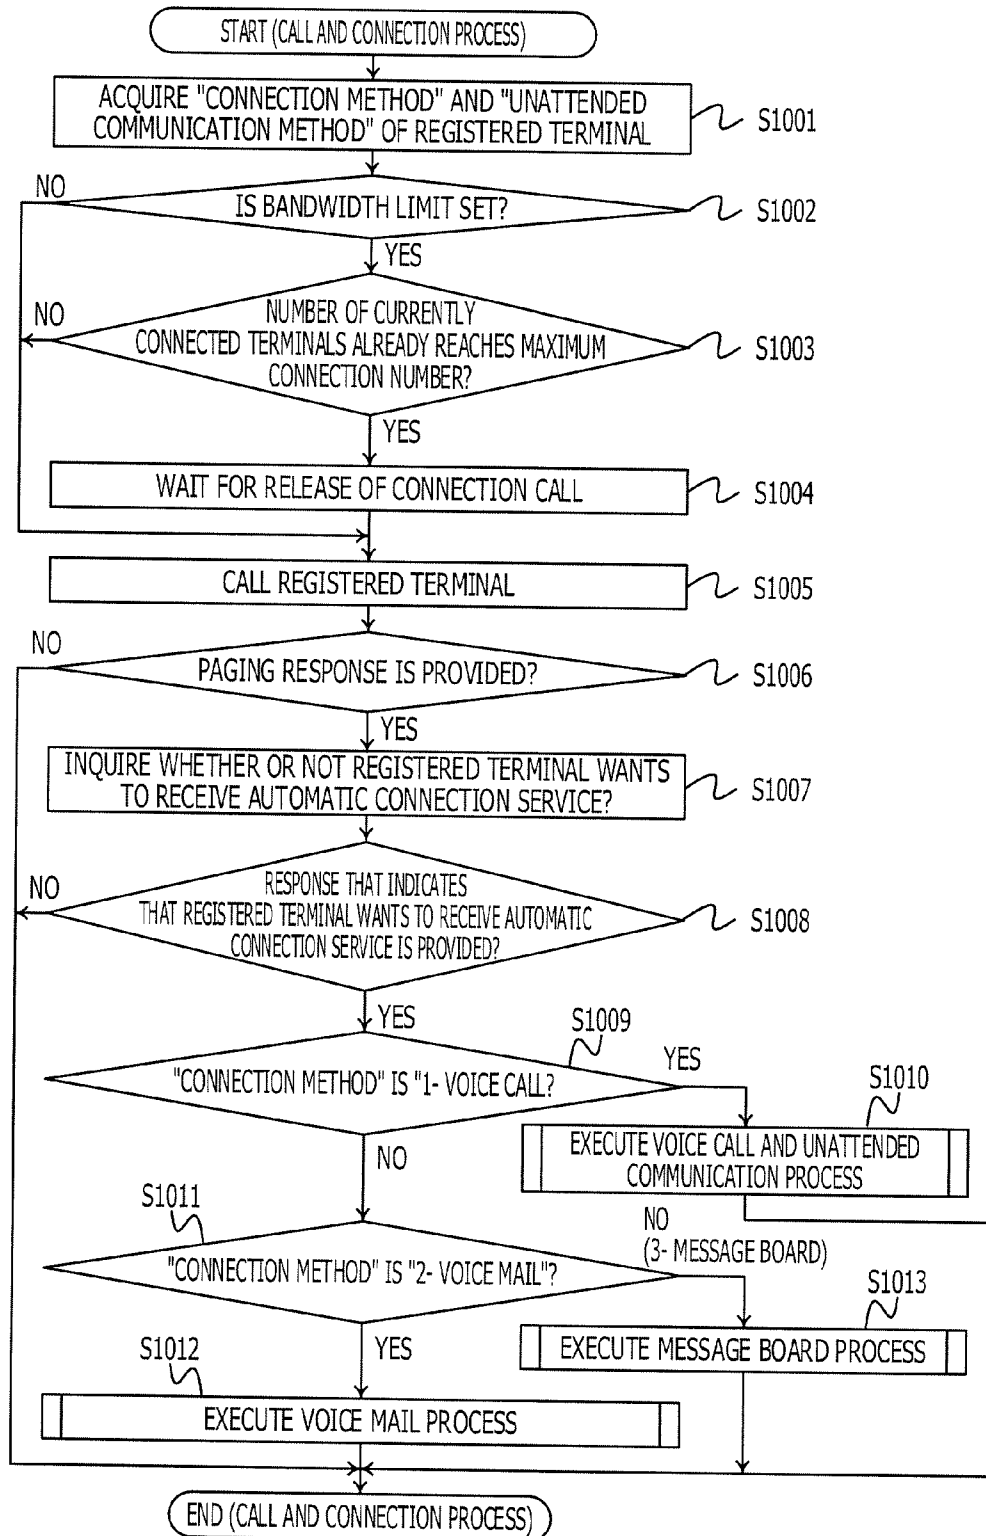 START (CALL AND CONNECTION PROCESS)
ACQUIRE "CONNECTION METHOD" AND "UNATTENDED
COMMUNICATION METHOD" OF REGISTERED TERMINAL
S1001
NO
IS BANDWIDTH LIMIT SET?
S1002
YES
NO
NUMBER OF CURRENTLY
CONNECTED TERMINALS ALREADY REACHES MAXIMUM
CONNECTION NUMBER?
S1003
YES
WAIT FOR RELEASE OF CONNECTION CALL
S1004
CALL REGISTERED TERMINAL
S1005
NO
PAGING RESPONSE IS PROVIDED?
S1006
YES
INQUIRE WHETHER OR NOT REGISTERED TERMINAL WANTS
TO RECEIVE AUTOMATIC CONNECTION SERVICE?
S1007
NO
RESPONSE THAT INDICATES
THAT REGISTERED TERMINAL WANTS TO RECEIVE AUTOMATIC
CONNECTION SERVICE IS PROVIDED?
S1008
YES
S1009
"CONNECTION METHOD" IS "1- VOICE CALL?
YES
S1010
EXECUTE VOICE CALL AND UNATTENDED
COMMUNICATION PROCESS
NO
S1011
"CONNECTION METHOD" IS "2- VOICE MAIL"?
NO
(3- MESSAGE BOARD)
S1013
EXECUTE MESSAGE BOARD PROCESS
YES
S1012
EXECUTE VOICE MAIL PROCESS
END (CALL AND CONNECTION PROCESS)